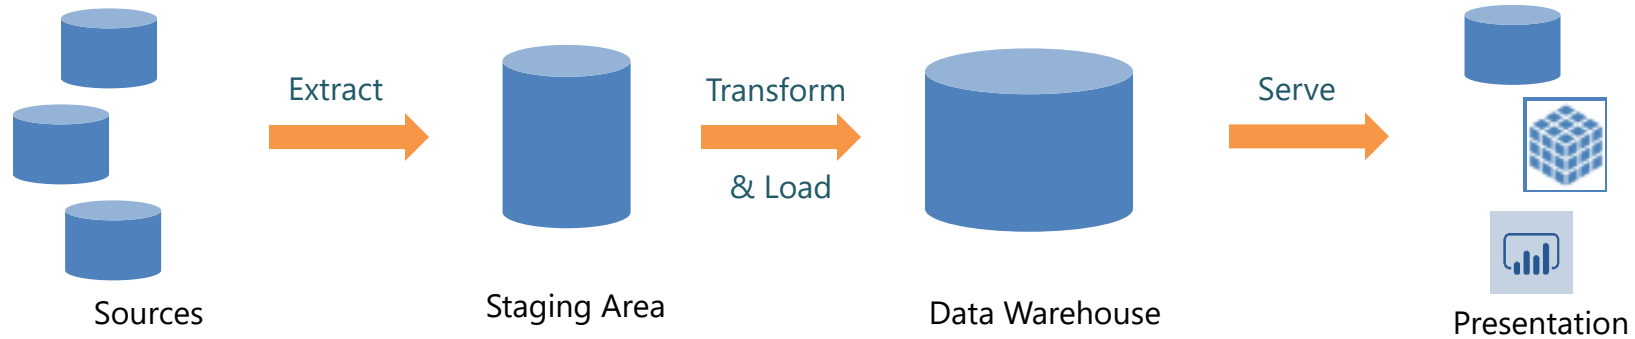 Extract
Transform
& Load
Serve
Sources
Staging Area
Data Warehouse
Presentation